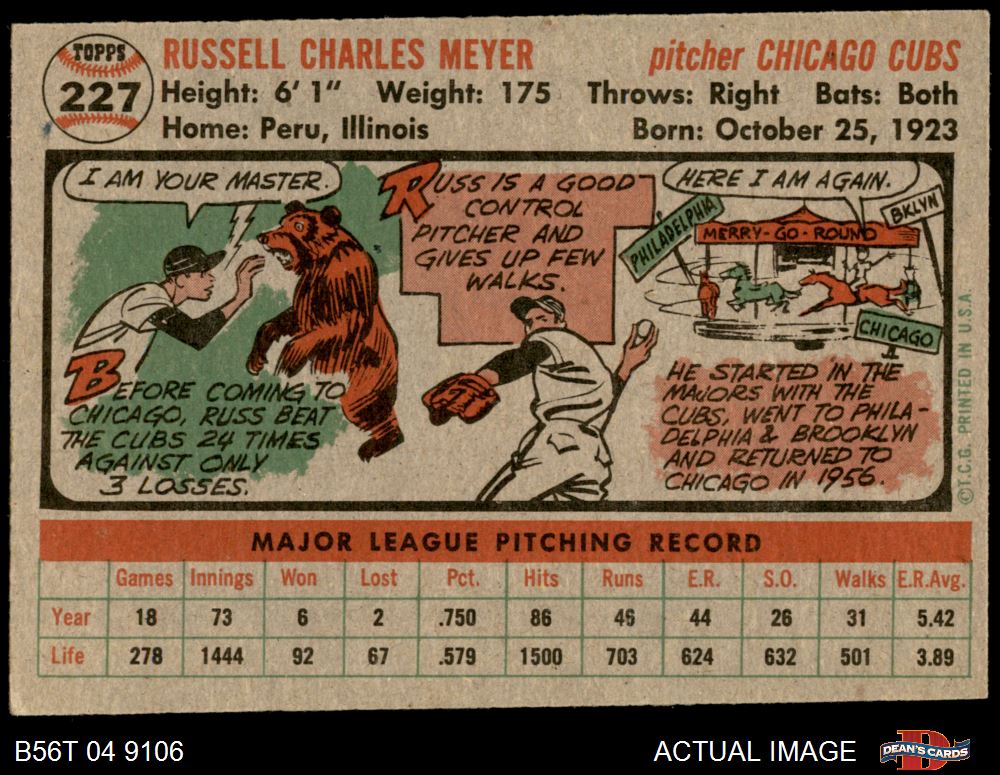 TOPPS
227
RUSSELL CHARLES MEYER
pitcher CHICAGO CUBS
Height: 6' 1" Weight: 175 Throws: Right Bats: Both
Home: Peru, Illinois Born: October 25, 1923
I AM YOUR MASTER.
BEFORE COMING TO
CHICAGO, RUSS BEAT
THE CUBS 24 TIMES
AGAINST ONLY
3 LOSSES.
RUSS IS A GOOD
CONTROL
PITCHER AND
GIVES UP FEW
WALKS.
HERE I AM AGAIN.
PHILADELPHIA
BKLYN
MERRY-GO-ROUND
CHICAGO
HE STARTED IN THE
MAJORS WITH THE
CUBS, WENT TO PHILA-
DELPHIA & BROOKLYN
AND RETURNED TO
CHICAGO IN 1956.
©T.C.G. PRINTED IN U.S.A.
MAJOR LEAGUE PITCHING RECORD
Games Innings Won Lost Pct. Hits Runs E.R. S.O. Walks E.R.Avg.
Year 18 73 6 2 .750 86 46 44 26 31 5.42
Life 278 1444 92 67 .579 1500 703 624 632 501 3.89
B56T 04 9106
ACTUAL IMAGE
DEAN'S CARDS